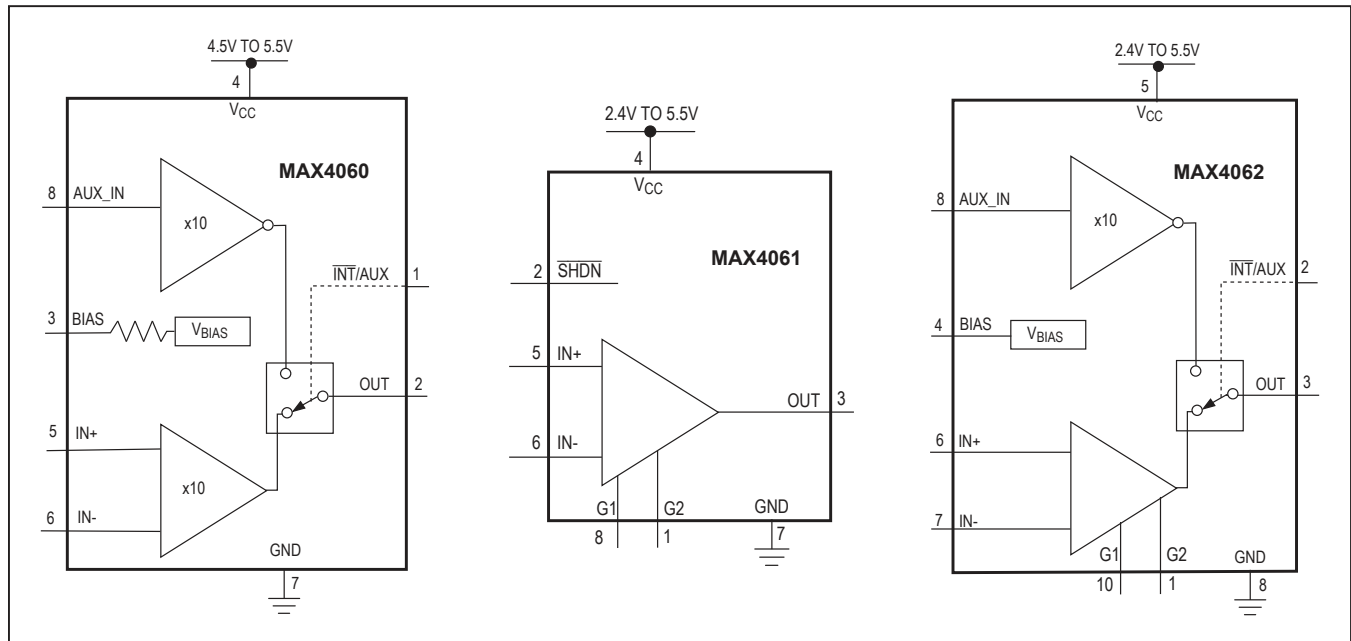 4.5V TO 5.5V
4
VCC
MAX4060
8
AUX_IN
x10
INT/AUX
1
3
BIAS
VBIAS
OUT
2
5
IN+
x10
6
IN-
GND
7
2.4V TO 5.5V
4
VCC
MAX4061
2
SHDN
5
IN+
OUT
3
6
IN-
G1
G2
GND
8
1
7
2.4V TO 5.5V
5
VCC
MAX4062
8
AUX_IN
x10
INT/AUX
2
4
BIAS
VBIAS
OUT
3
6
IN+
7
IN-
G1
G2
GND
10
1
8